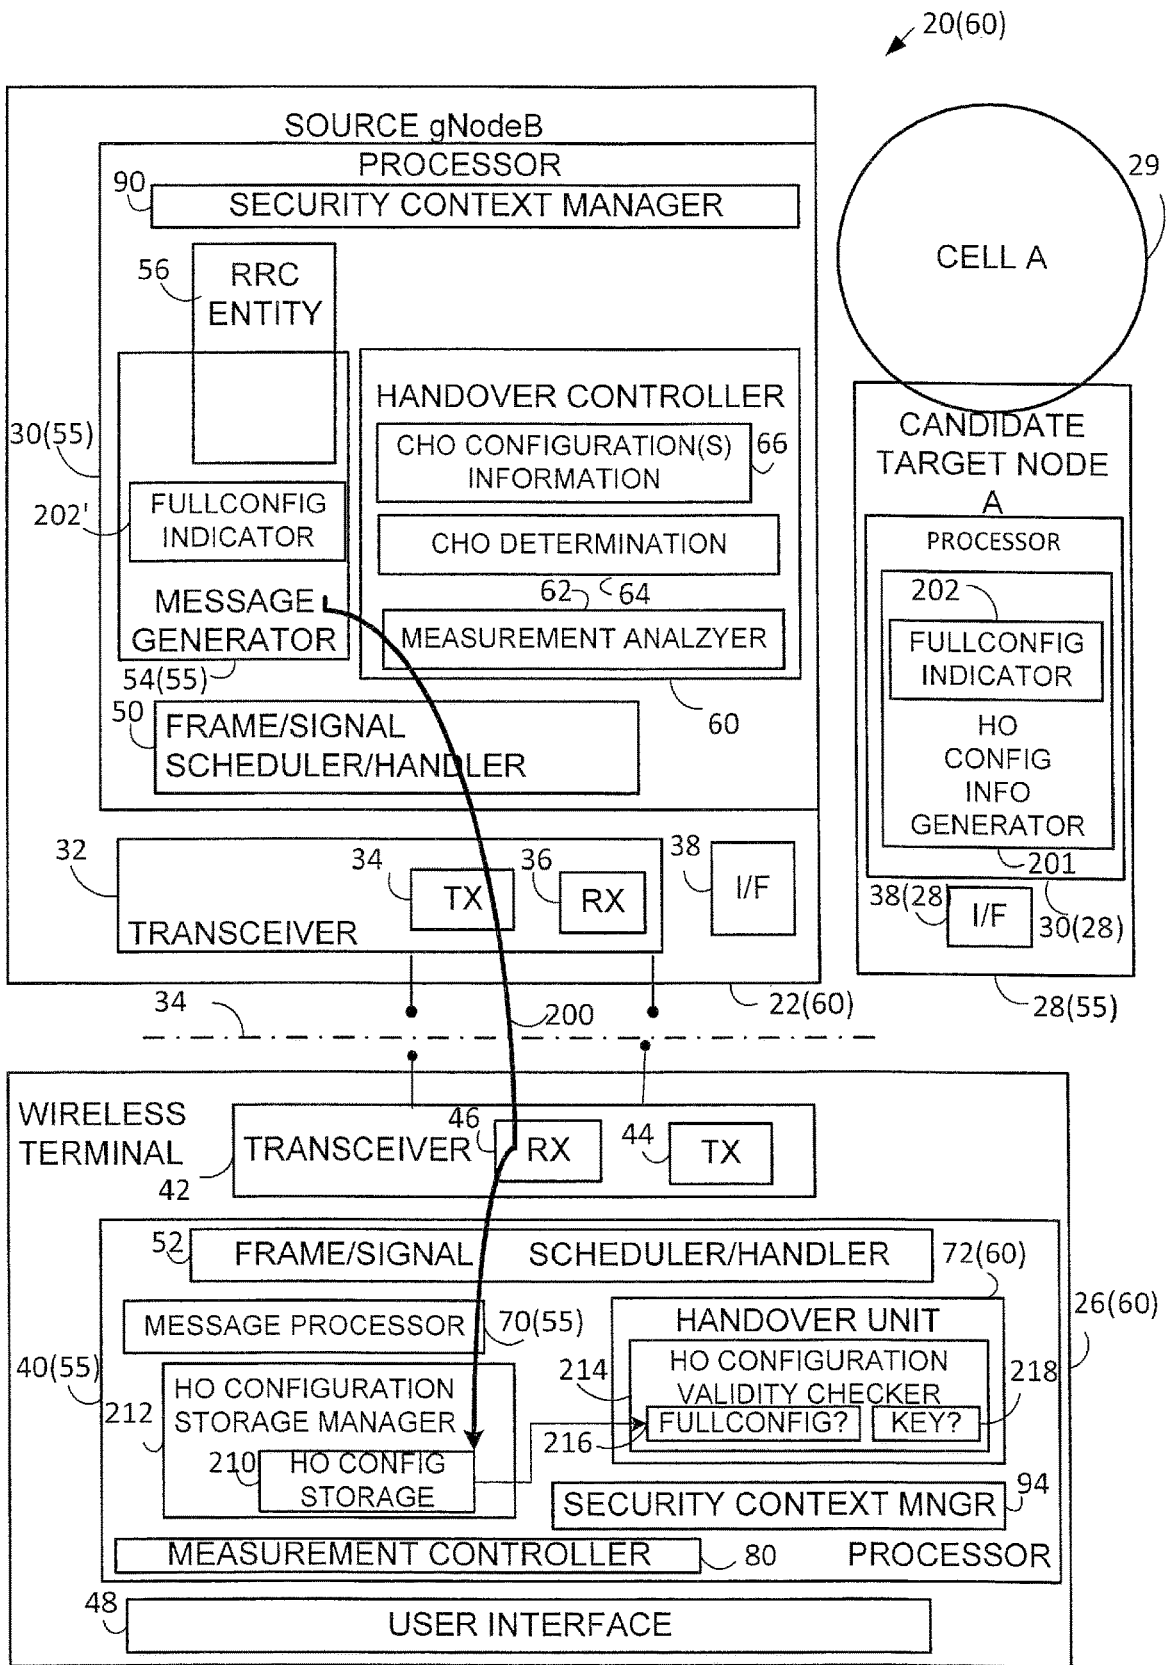 20(60)
SOURCE gNodeB
PROCESSOR
90
SECURITY CONTEXT MANAGER
29
CELL A
56
RRC
ENTITY
30(55)
HANDOVER CONTROLLER
CHO CONFIGURATION(S)
INFORMATION
66
202'
FULLCONFIG
INDICATOR
CHO DETERMINATION
62
64
MESSAGE
GENERATOR
MEASUREMENT ANALZYER
54(55)
60
50
FRAME/SIGNAL
SCHEDULER/HANDLER
CANDIDATE
TARGET NODE
A
PROCESSOR
202
FULLCONFIG
INDICATOR
HO
CONFIG
INFO
GENERATOR
201
38(28)
I/F
30(28)
28(55)
32
34
TX
36
RX
38
I/F
TRANSCEIVER
22(60)
34
200
WIRELESS
TERMINAL
42
TRANSCEIVER
46
RX
44
TX
52
FRAME/SIGNAL SCHEDULER/HANDLER
72(60)
26(60)
MESSAGE PROCESSOR
70(55)
HANDOVER UNIT
40(55)
214
HO CONFIGURATION
VALIDITY CHECKER
218
212
HO CONFIGURATION
STORAGE MANAGER
FULLCONFIG?
KEY?
216
210
HO CONFIG
STORAGE
SECURITY CONTEXT MNGR
94
MEASUREMENT CONTROLLER
80
PROCESSOR
48
USER INTERFACE